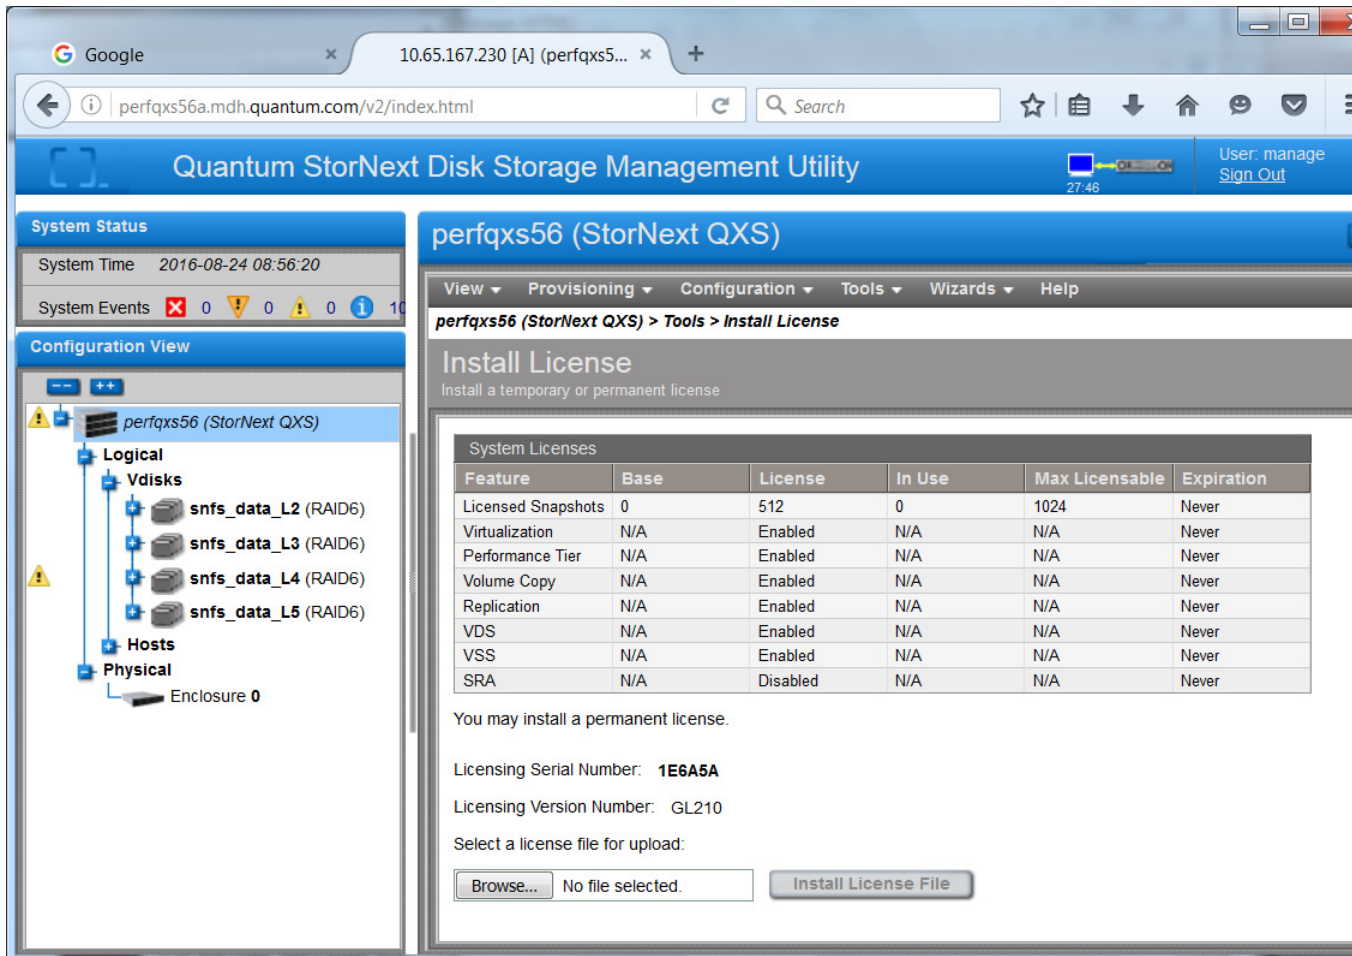 Google
10.65.167.230 [A] (perfqxs5...
perfqxs56a.mdh.quantum.com/v2/index.html
Search
Quantum StorNext Disk Storage Management Utility
27:46
User: manage
Sign Out
System Status
System Time 2016-08-24 08:56:20
System Events 0 0 0 10
Configuration View
perfqxs56 (StorNext QXS)
Logical
Vdisks
snfs_data_L2 (RAID6)
snfs_data_L3 (RAID6)
snfs_data_L4 (RAID6)
snfs_data_L5 (RAID6)
Hosts
Physical
Enclosure 0
perfqxs56 (StorNext QXS)
View Provisioning Configuration Tools Wizards Help
perfqxs56 (StorNext QXS) > Tools > Install License
Install License
Install a temporary or permanent license
System Licenses
Feature Base License In Use Max Licensable Expiration
Licensed Snapshots 0 512 0 1024 Never
Virtualization N/A Enabled N/A N/A Never
Performance Tier N/A Enabled N/A N/A Never
Volume Copy N/A Enabled N/A N/A Never
Replication N/A Enabled N/A N/A Never
VDS N/A Enabled N/A N/A Never
VSS N/A Enabled N/A N/A Never
SRA N/A Disabled N/A N/A Never
You may install a permanent license.
Licensing Serial Number: 1E6A5A
Licensing Version Number: GL210
Select a license file for upload:
Browse... No file selected. Install License File